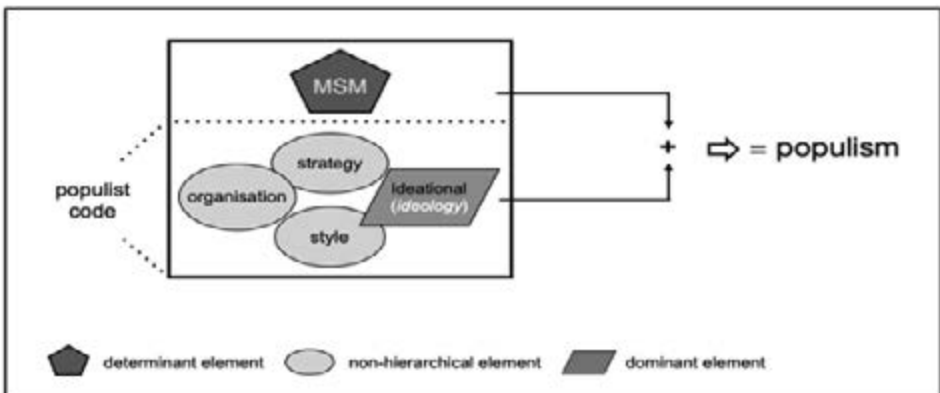 MSM
strategy
organisation
Ideational
(ideology)
style
populist
code
+
= populism
determinant element
non-hierarchical element
dominant element